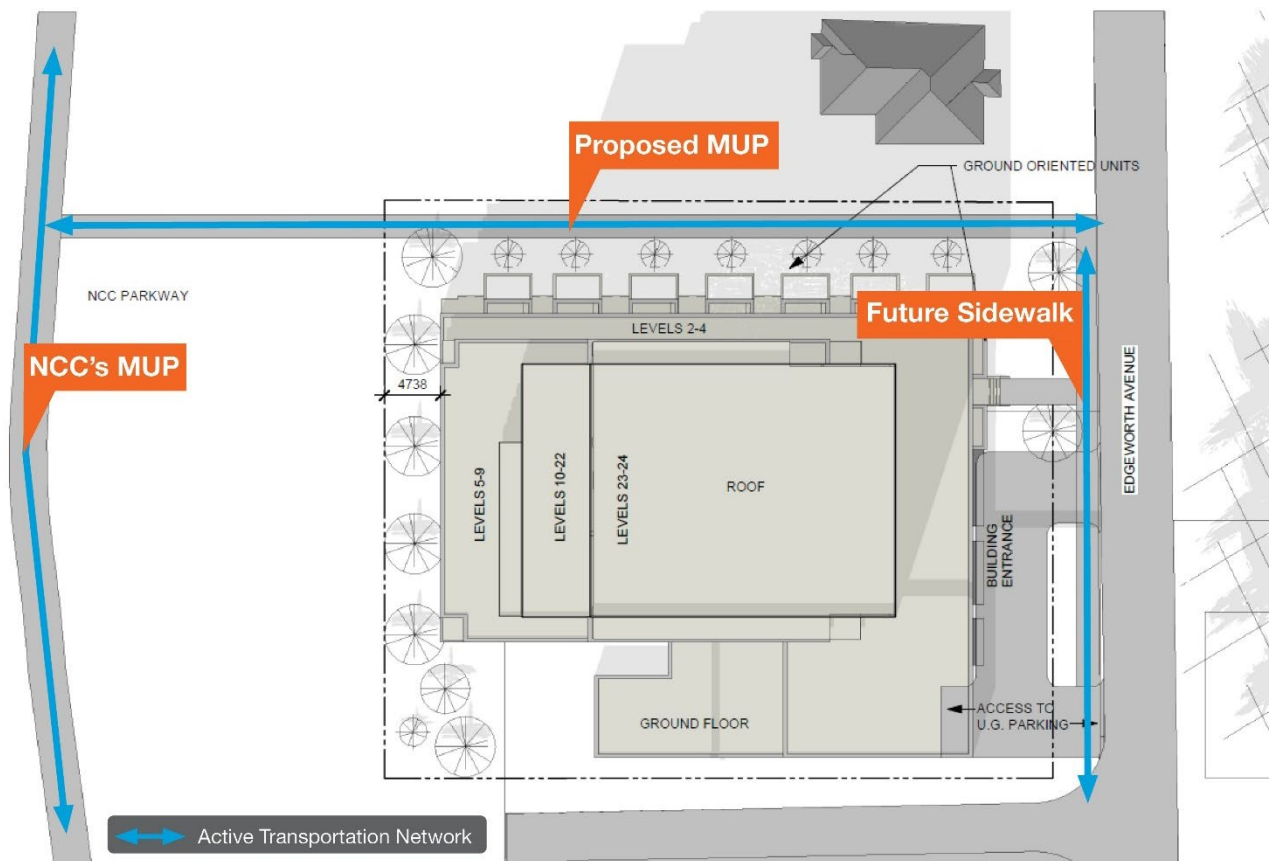 Proposed MUP
GROUND ORIENTED UNITS
NCC PARKWAY
Future Sidewalk
LEVELS 2-4
NCC's MUP
4738
LEVELS 5-9
LEVELS 10-22
LEVELS 23-24
ROOF
BUILDING
ENTRANCE
EDGEWORTH AVENUE
GROUND FLOOR
ACCESS TO
U.G. PARKING
Active Transportation Network